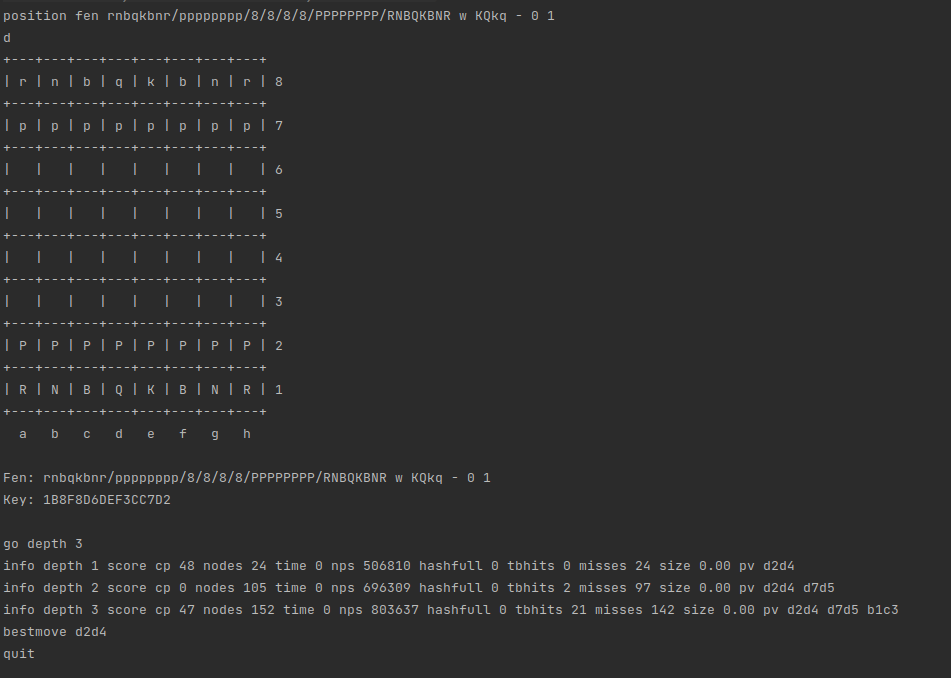 position fen rnbqkbnr/pppppppp/8/8/8/8/PPPPPPPP/RNBQKBNR w KQkq - 0 1
d
+---+---+---+---+---+---+---+---+
| r | n | b | q | k | b | n | r | 8
+---+---+---+---+---+---+---+---+
| p | p | p | p | p | p | p | p | 7
+---+---+---+---+---+---+---+---+
|   |   |   |   |   |   |   |   | 6
+---+---+---+---+---+---+---+---+
|   |   |   |   |   |   |   |   | 5
+---+---+---+---+---+---+---+---+
|   |   |   |   |   |   |   |   | 4
+---+---+---+---+---+---+---+---+
|   |   |   |   |   |   |   |   | 3
+---+---+---+---+---+---+---+---+
| P | P | P | P | P | P | P | P | 2
+---+---+---+---+---+---+---+---+
| R | N | B | Q | K | B | N | R | 1
+---+---+---+---+---+---+---+---+
  a   b   c   d   e   f   g   h
Fen: rnbqkbnr/pppppppp/8/8/8/8/PPPPPPPP/RNBQKBNR w KQkq - 0 1
Key: 1B8F8D6DEF3CC7D2
go depth 3
info depth 1 score cp 48 nodes 24 time 0 nps 506810 hashfull 0 tbhits 0 misses 24 size 0.00 pv d2d4
info depth 2 score cp 0 nodes 105 time 0 nps 696309 hashfull 0 tbhits 2 misses 97 size 0.00 pv d2d4 d7d5
info depth 3 score cp 47 nodes 152 time 0 nps 803637 hashfull 0 tbhits 21 misses 142 size 0.00 pv d2d4 d7d5 b1c3
bestmove d2d4
quit